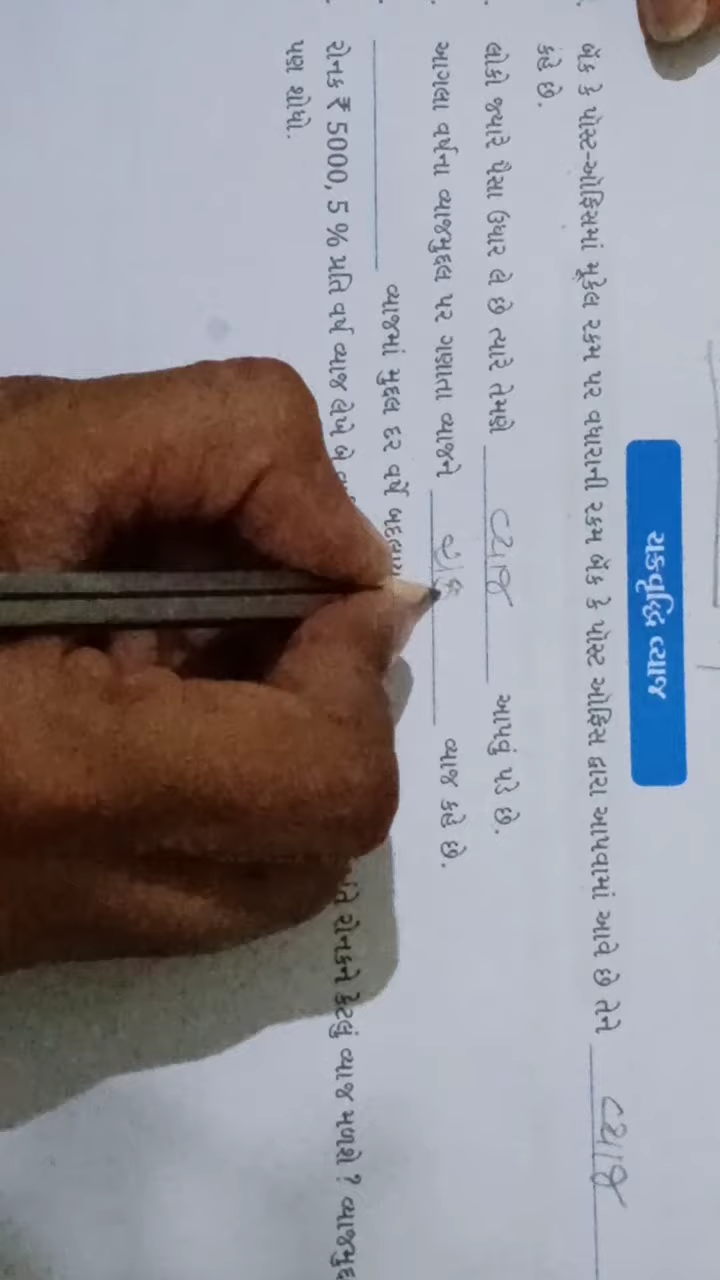 ચક્રવૃદ્ધિ વ્યાજ
બેંક કે પોસ્ટ-ઓફિસમાં મૂકેલ રકમ પર વધારાની રકમ બેંક કે પોસ્ટ ઓફિસ દ્વારા આપવામાં આવે છે તેને વ્યાજ
કહે છે.
લોકો જ્યારે પૈસા ઉધાર લે છે ત્યારે તેમણે વ્યાજ આપવું પડે છે.
આગલા વર્ષના વ્યાજમુદ્દલ પર ગણાતા વ્યાજને વ્યાજ કહે છે.
વ્યાજમાં મુદ્દલ દર વર્ષે
રોનક ₹ 5000, 5 % પ્રતિ વર્ષ વ્યાજ લેખે બે રોનકને કેટલું વ્યાજ મળશે ? વ્યાજમુદ્દ
પણ શોધો.